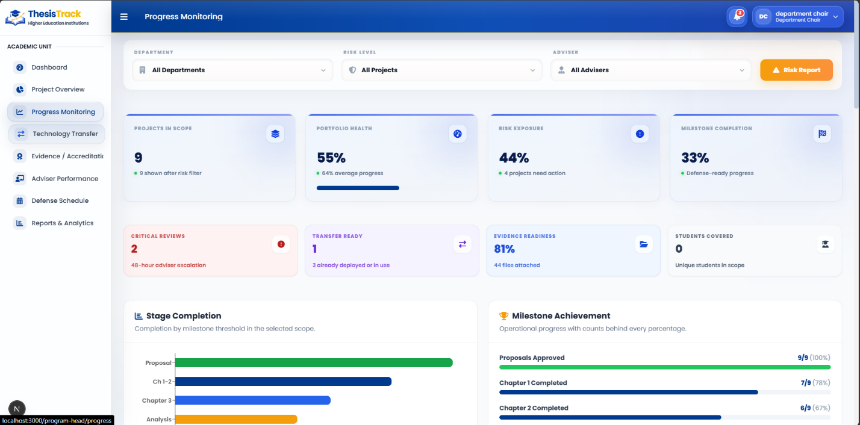 ThesisTrack
Higher Education Institutions
Progress Monitoring
DC
department chair
Department Chair
ACADEMIC UNIT
Dashboard
Project Overview
Progress Monitoring
Technology Transfer
Evidence / Accreditatic
Adviser Performance
Defense Schedule
Reports & Analytics
DEPARTMENT
All Departments
RISK LEVEL
All Projects
ADVISER
All Advisers
Risk Report
PROJECTS IN SCOPE
9
9 shown after risk filter
PORTFOLIO HEALTH
55%
64% average progress
RISK EXPOSURE
44%
4 projects need action
MILESTONE COMPLETION
33%
Defense-ready progress
CRITICAL REVIEWS
2
48-hour adviser escalation
TRANSFER READY
1
3 already deployed or in use
EVIDENCE READINESS
81%
44 files attached
STUDENTS COVERED
0
Unique students in scope
Stage Completion
Completion by milestone threshold in the selected scope.
Proposal
Ch 1-2
Chapter 3
Analysis
Milestone Achievement
Operational progress with counts behind every percentage.
Proposals Approved 9/9 (100%)
Chapter 1 Completed 7/9 (78%)
Chapter 2 Completed 6/9 (67%)
N
localhost:3000/program-head/progress